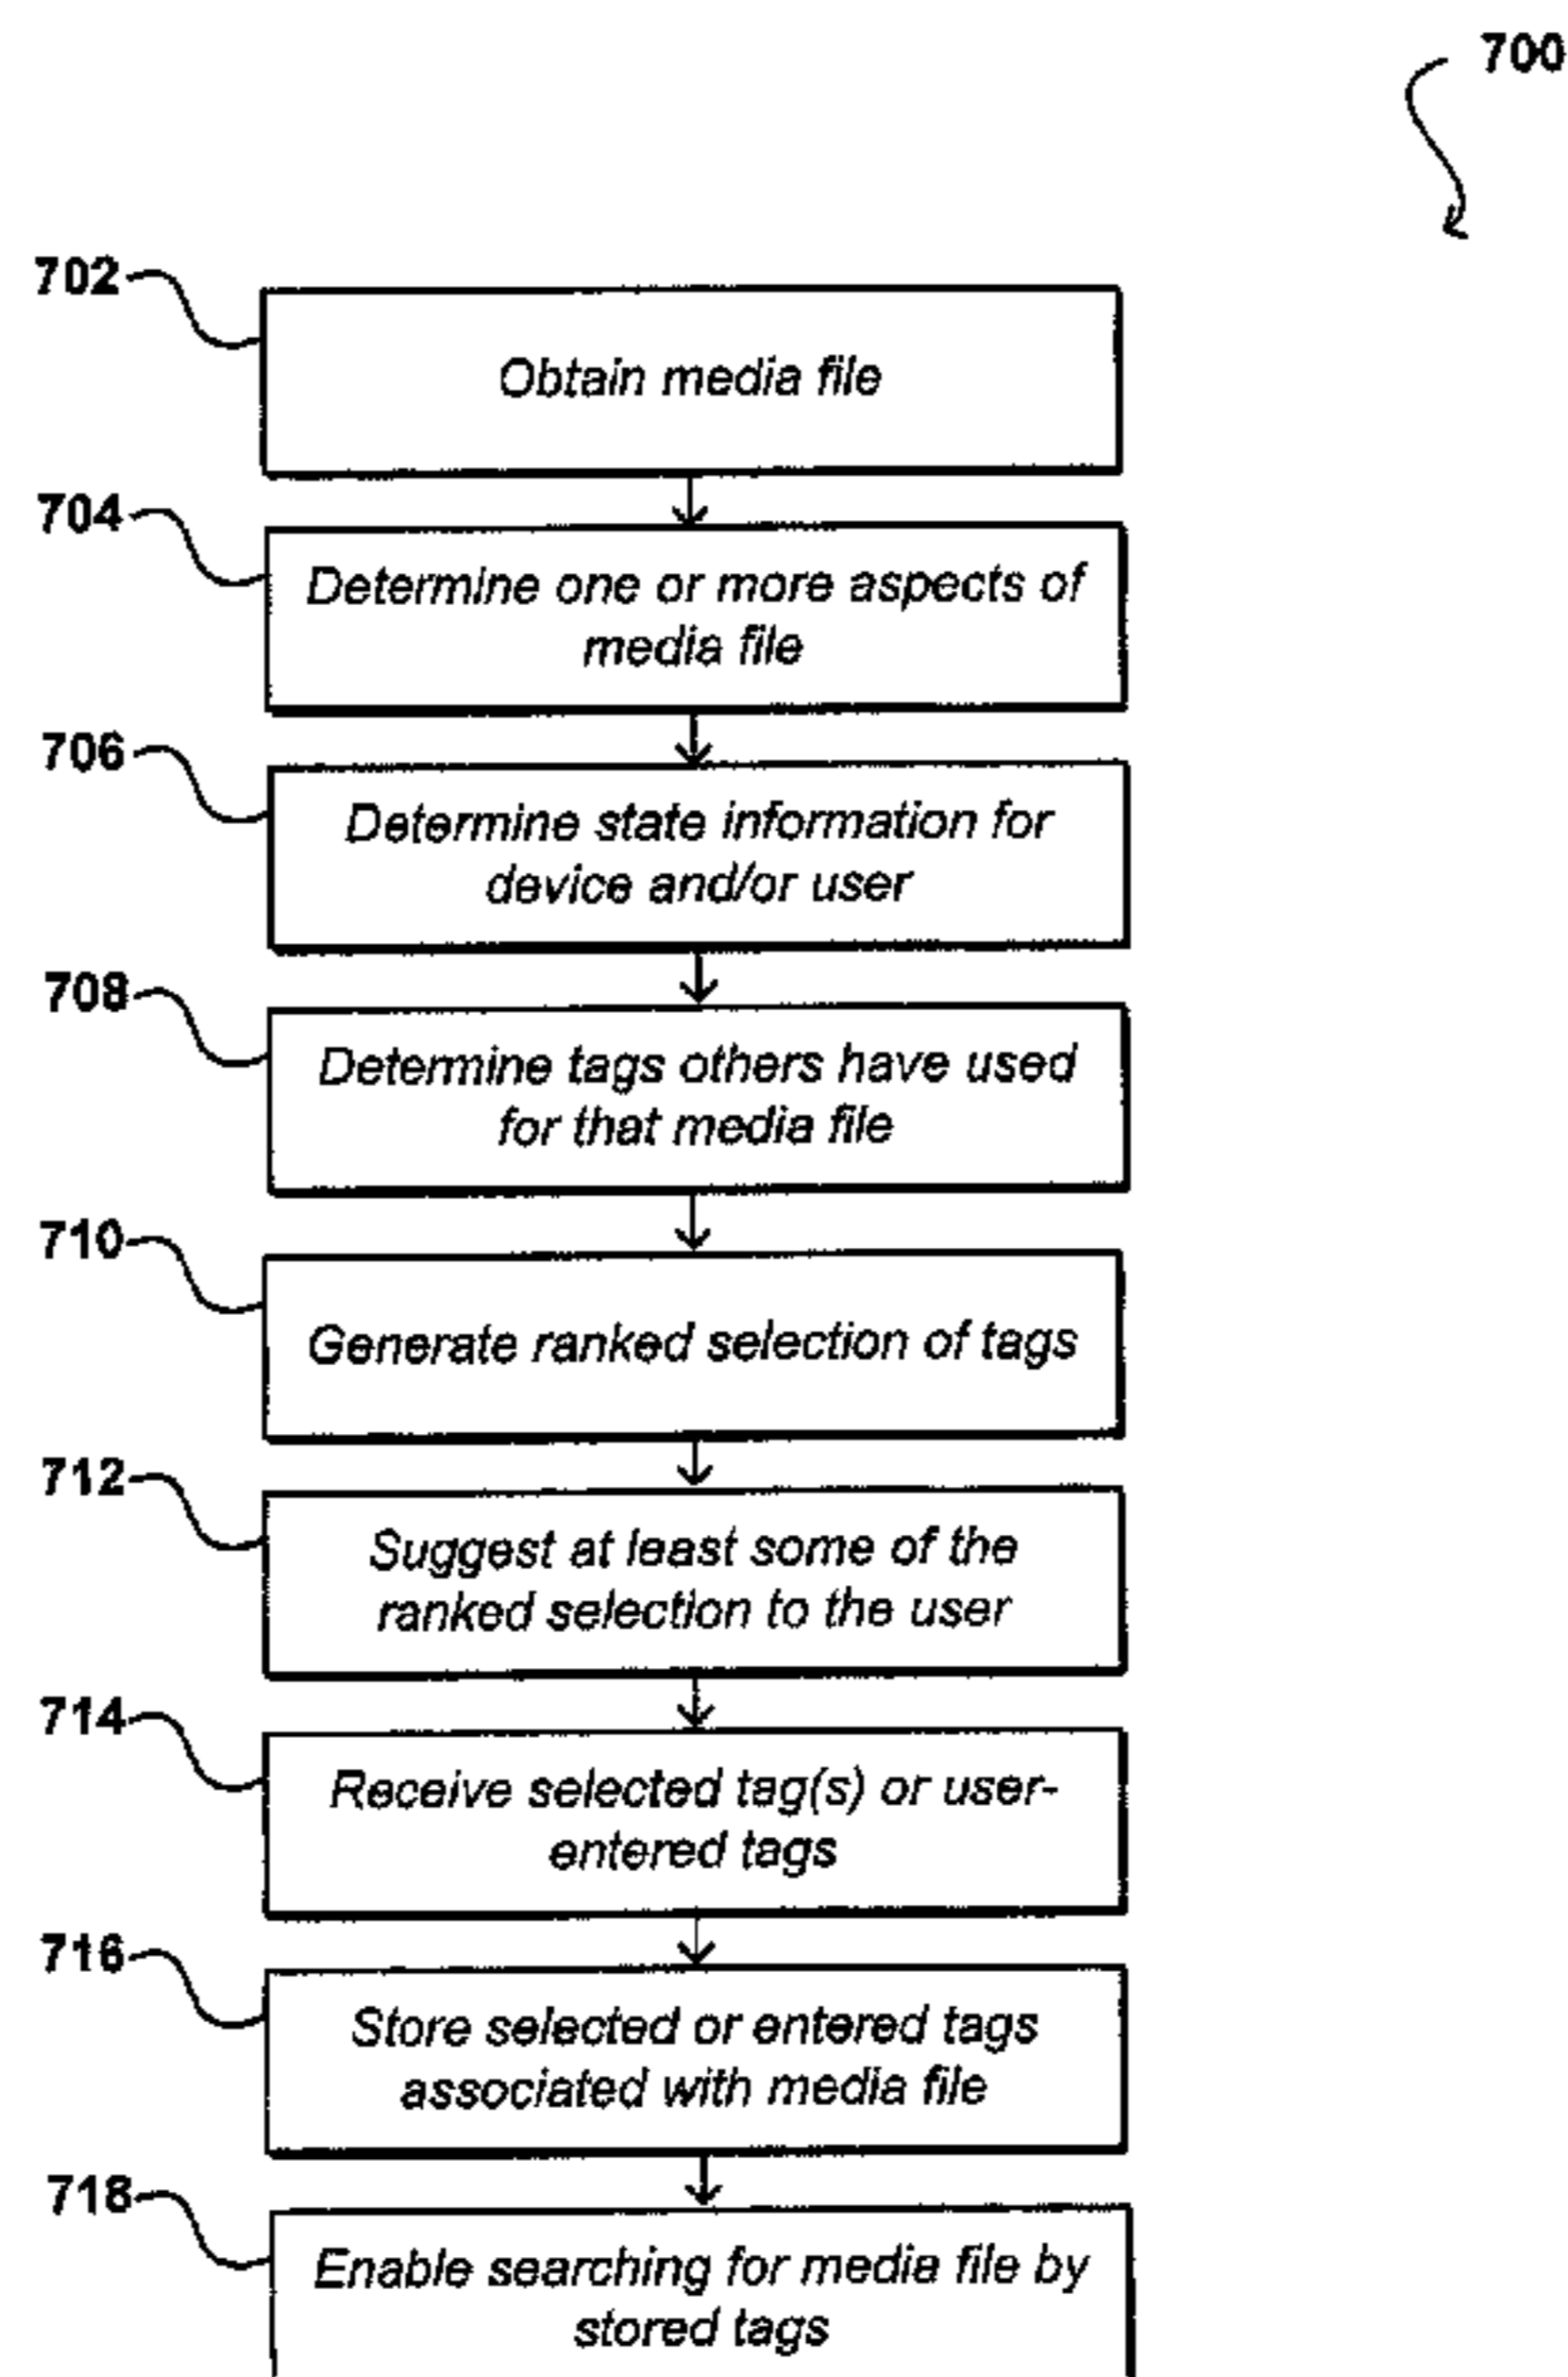 700
702
Obtain media file
704
Determine one or more aspects of
media file
706
Determine state information for
device and/or user
708
Determine tags others have used
for that media file
710
Generate ranked selection of tags
712
Suggest at least some of the
ranked selection to the user
714
Receive selected tag(s) or user-
entered tags
716
Store selected or entered tags
associated with media file
718
Enable searching for media file by
stored tags